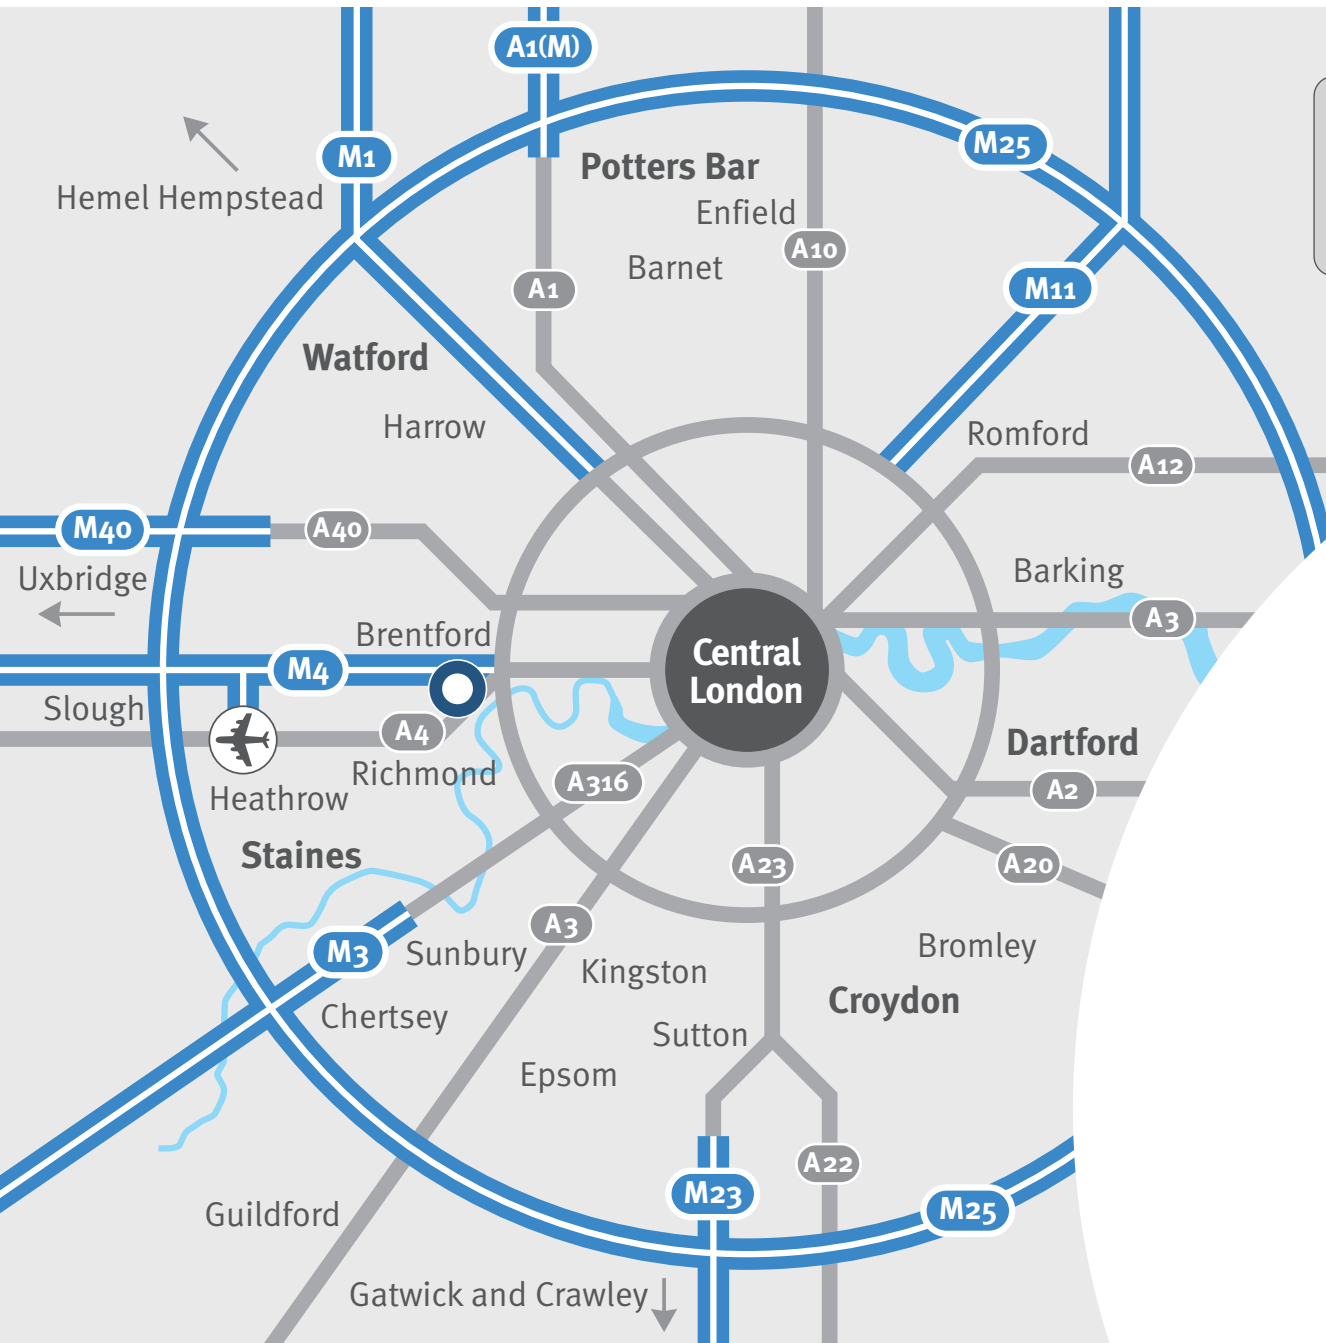 A1(M)
M25
M1
Potters Bar
Hemel Hempstead
Enfield
A10
Barnet
A1
M11
Watford
Harrow
Romford
A12
M40
A40
Uxbridge
Barking
A3
Brentford
M4
Central
London
Slough
A4
Dartford
Richmond
A316
A2
Heathrow
Staines
A23
A20
A3
M3
Sunbury
Bromley
Kingston
Croydon
Chertsey
Sutton
Epsom
A22
M23
M25
Guildford
Gatwick and Crawley